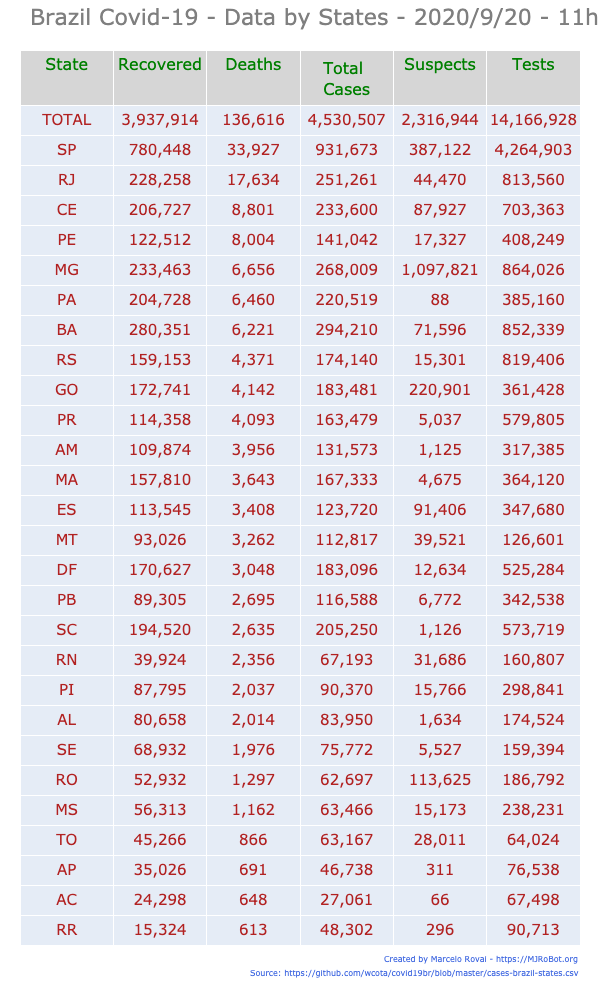 Brazil Covid-19 - Data by States - 2020/9/20 - 11h
State Recovered Deaths Total Cases Suspects Tests
TOTAL 3,937,914 136,616 4,530,507 2,316,944 14,166,928
SP 780,448 33,927 931,673 387,122 4,264,903
RJ 228,258 17,634 251,261 44,470 813,560
CE 206,727 8,801 233,600 87,927 703,363
PE 122,512 8,004 141,042 17,327 408,249
MG 233,463 6,656 268,009 1,097,821 864,026
PA 204,728 6,460 220,519 88 385,160
BA 280,351 6,221 294,210 71,596 852,339
RS 159,153 4,371 174,140 15,301 819,406
GO 172,741 4,142 183,481 220,901 361,428
PR 114,358 4,093 163,479 5,037 579,805
AM 109,874 3,956 131,573 1,125 317,385
MA 157,810 3,643 167,333 4,675 364,120
ES 113,545 3,408 123,720 91,406 347,680
MT 93,026 3,262 112,817 39,521 126,601
DF 170,627 3,048 183,096 12,634 525,284
PB 89,305 2,695 116,588 6,772 342,538
SC 194,520 2,635 205,250 1,126 573,719
RN 39,924 2,356 67,193 31,686 160,807
PI 87,795 2,037 90,370 15,766 298,841
AL 80,658 2,014 83,950 1,634 174,524
SE 68,932 1,976 75,772 5,527 159,394
RO 52,932 1,297 62,697 113,625 186,792
MS 56,313 1,162 63,466 15,173 238,231
TO 45,266 866 63,167 28,011 64,024
AP 35,026 691 46,738 311 76,538
AC 24,298 648 27,061 66 67,498
RR 15,324 613 48,302 296 90,713
Created by Marcelo Rovai - https://MJRoBot.org
Source: https://github.com/wcota/covid19br/blob/master/cases-brazil-states.csv